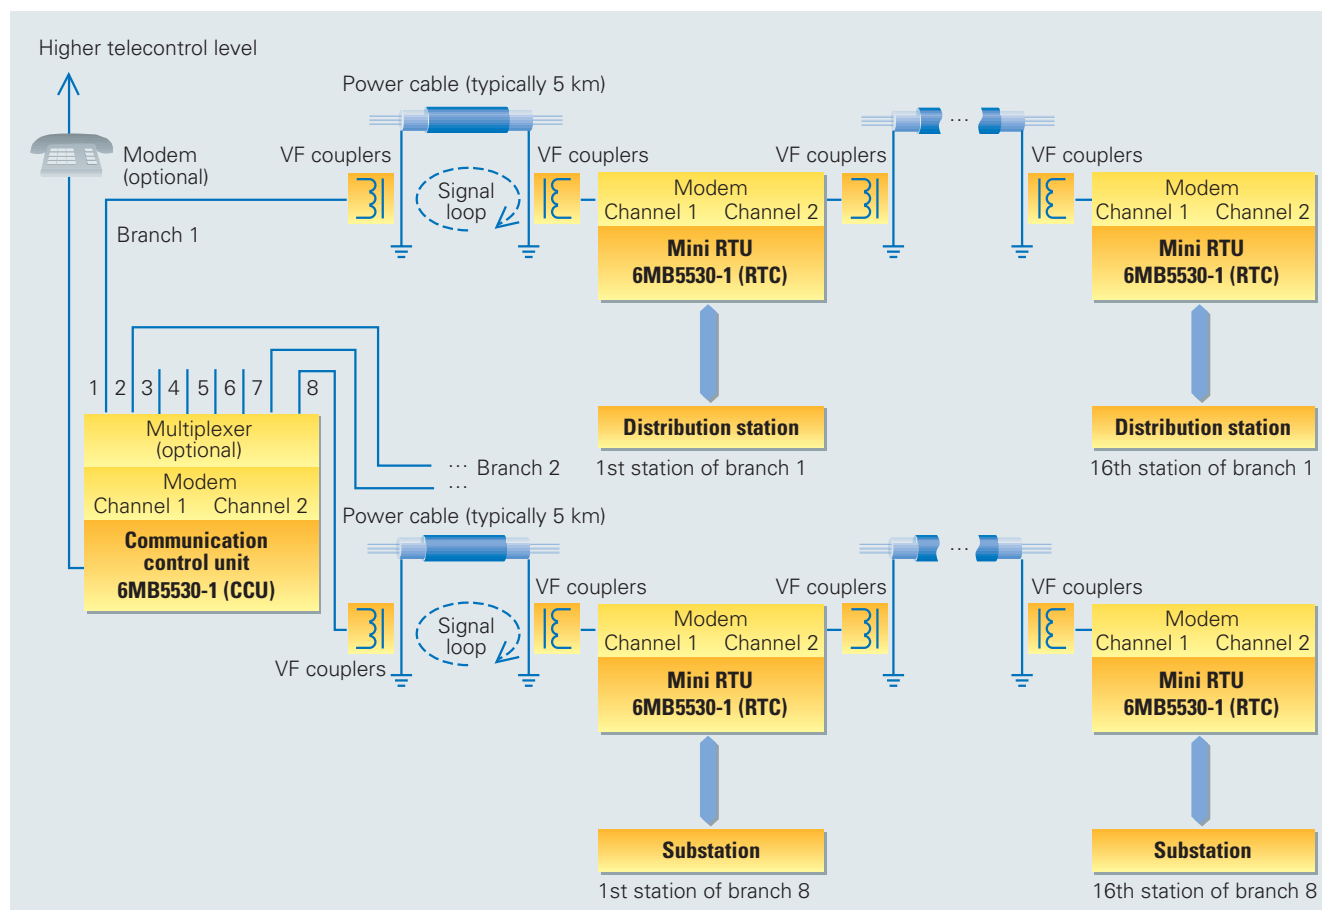 Higher telecontrol level
Power cable (typically 5 km)
...
Modem
(optional)
VF couplers
VF couplers
VF couplers
VF couplers
Signal
loop
Modem
Channel 1 Channel 2
Mini RTU
6MB5530-1 (RTC)
Modem
Channel 1 Channel 2
Mini RTU
6MB5530-1 (RTC)
Branch 1
1 2 3 4 5 6 7 8
Distribution station
1st station of branch 1
Distribution station
16th station of branch 1
Multiplexer
(optional)
Modem
Channel 1 Channel 2
Communication
control unit
6MB5530-1 (CCU)
... Branch 2
...
Power cable (typically 5 km)
...
VF couplers
VF couplers
VF couplers
VF couplers
Signal
loop
Modem
Channel 1 Channel 2
Mini RTU
6MB5530-1 (RTC)
Modem
Channel 1 Channel 2
Mini RTU
6MB5530-1 (RTC)
Substation
1st station of branch 8
Substation
16th station of branch 8